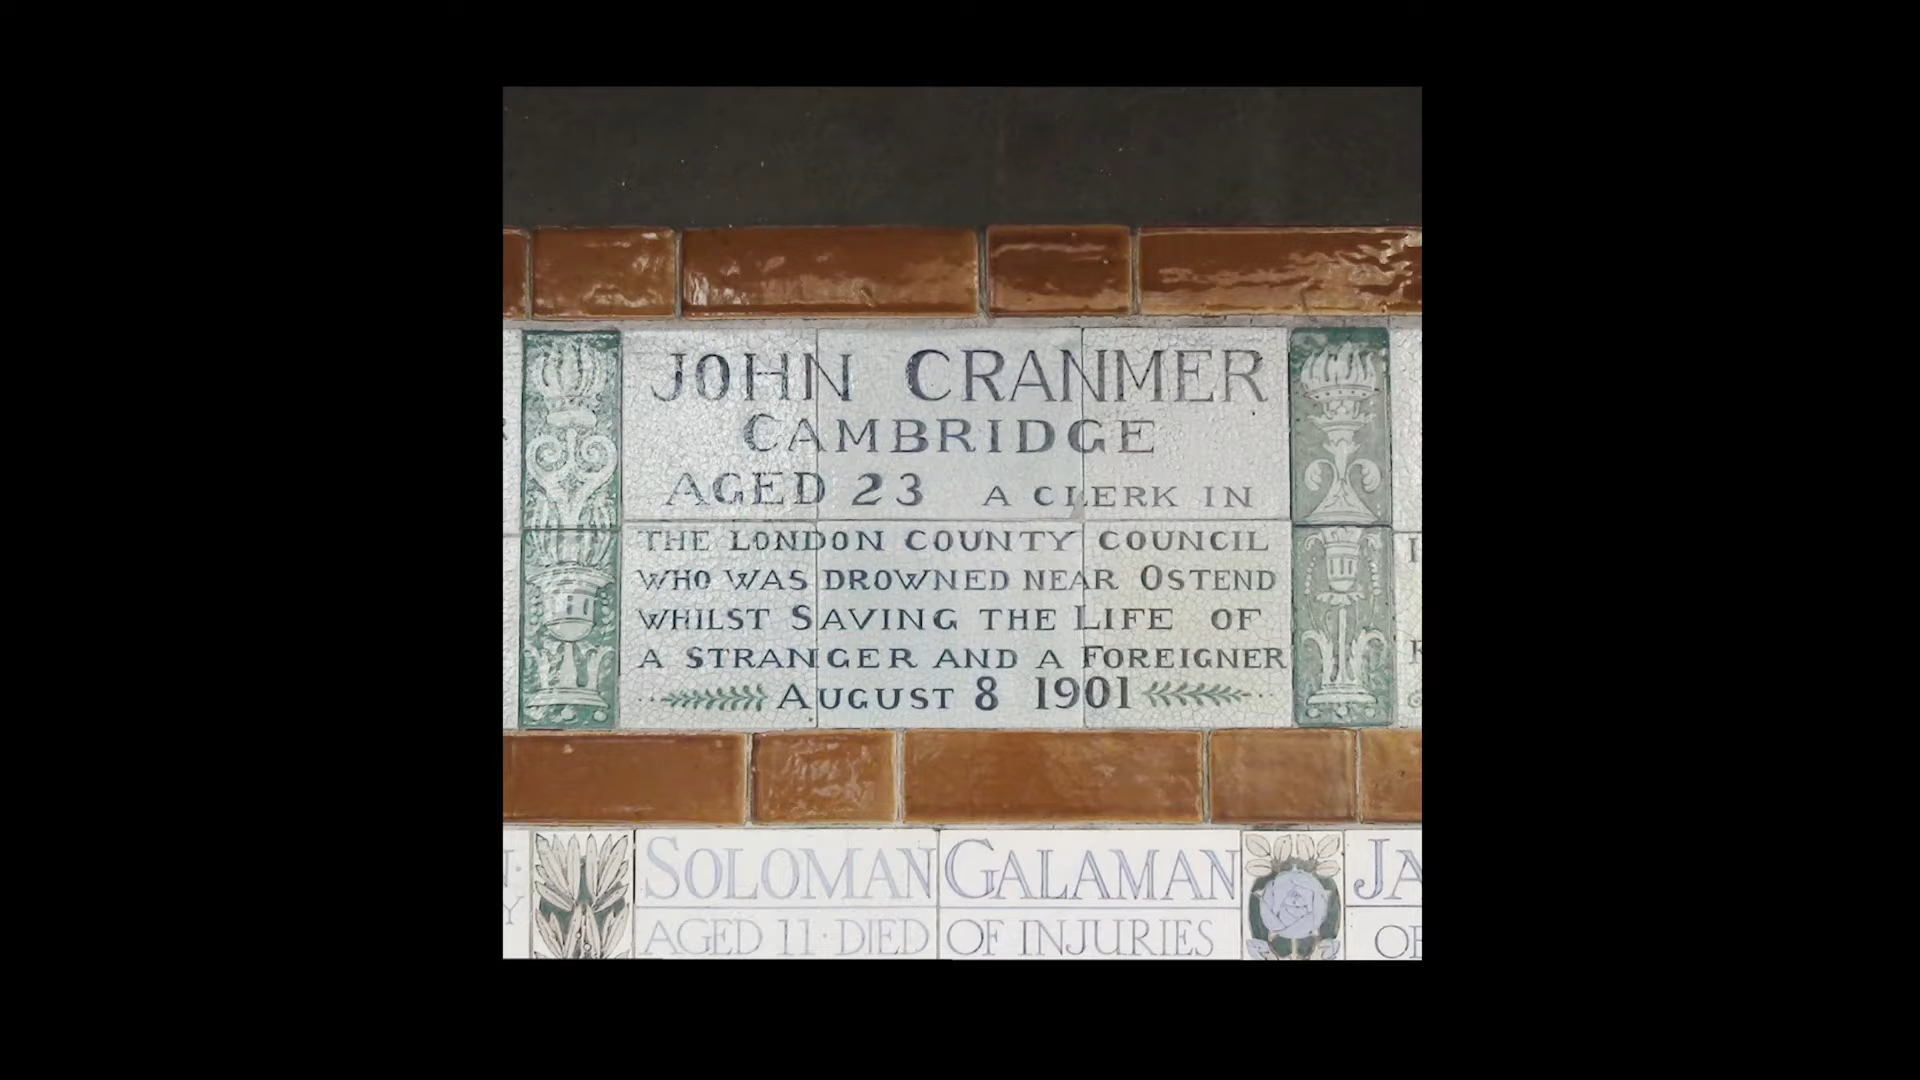 JOHN CRANMER
CAMBRIDGE
AGED 23 A CLERK IN
THE LONDON COUNTY COUNCIL
WHO WAS DROWNED NEAR OSTEND
WHILST SAVING THE LIFE OF
A STRANGER AND A FOREIGNER
AUGUST 8 1901
SOLOMAN GALAMAN
AGED 11 · DIED OF INJURIES